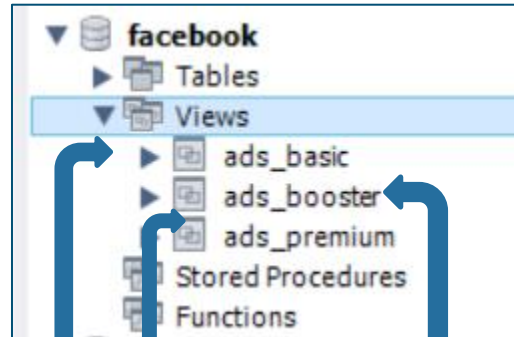 facebook
Tables
Views
ads_basic
ads_booster
ads_premium
Stored Procedures
Functions